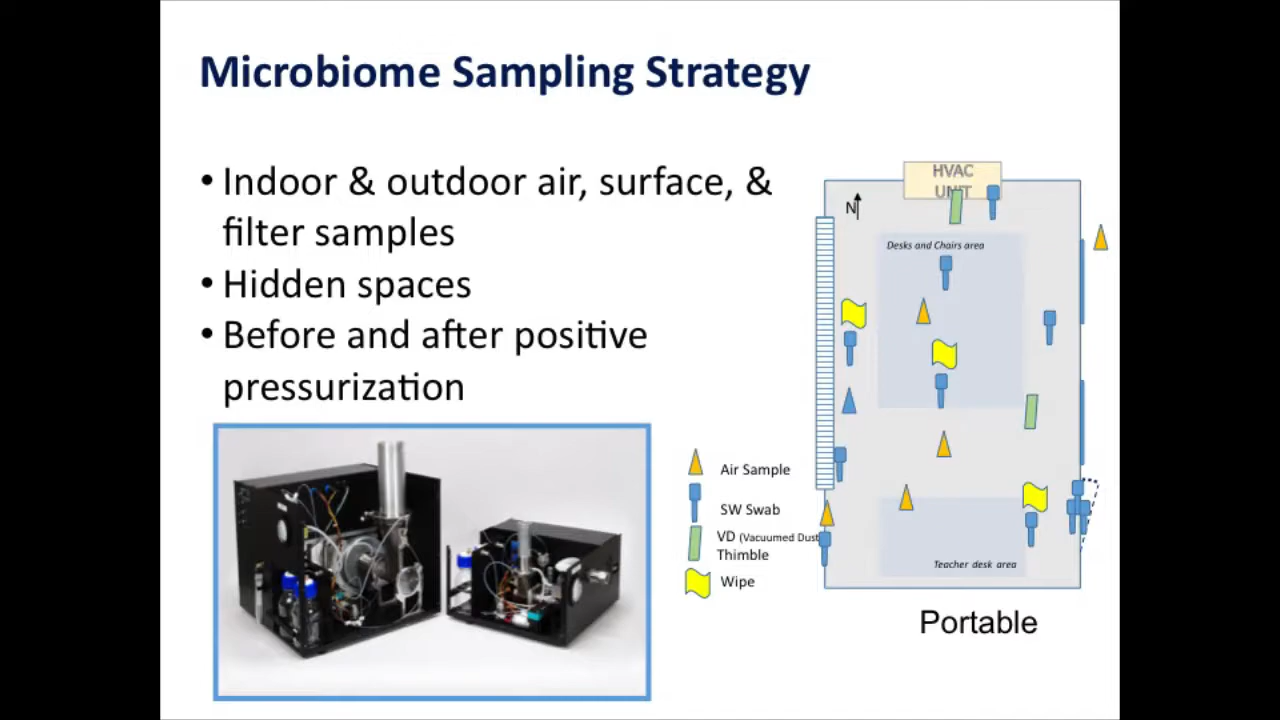 Microbiome Sampling Strategy
• Indoor & outdoor air, surface, &
filter samples
• Hidden spaces
• Before and after positive
pressurization
HVAC
UNIT
N
Desks and Chairs area
Air Sample
SW Swab
VD (Vacuumed Dust
Thimble
Wipe
Teacher desk area
Portable